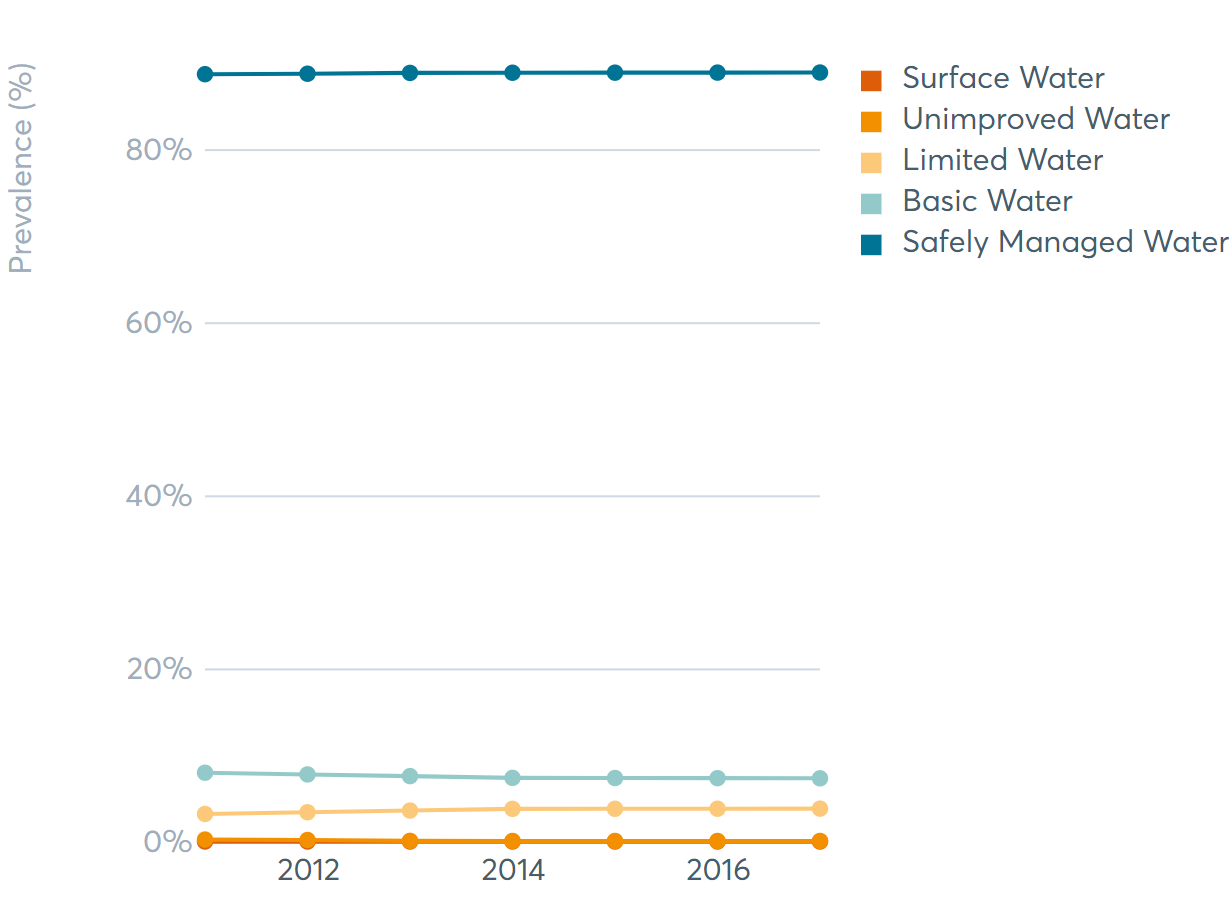 Prevalence (%)
80%
60%
40%
20%
0%
2012
2014
2016
Surface Water
Unimproved Water
Limited Water
Basic Water
Safely Managed Water